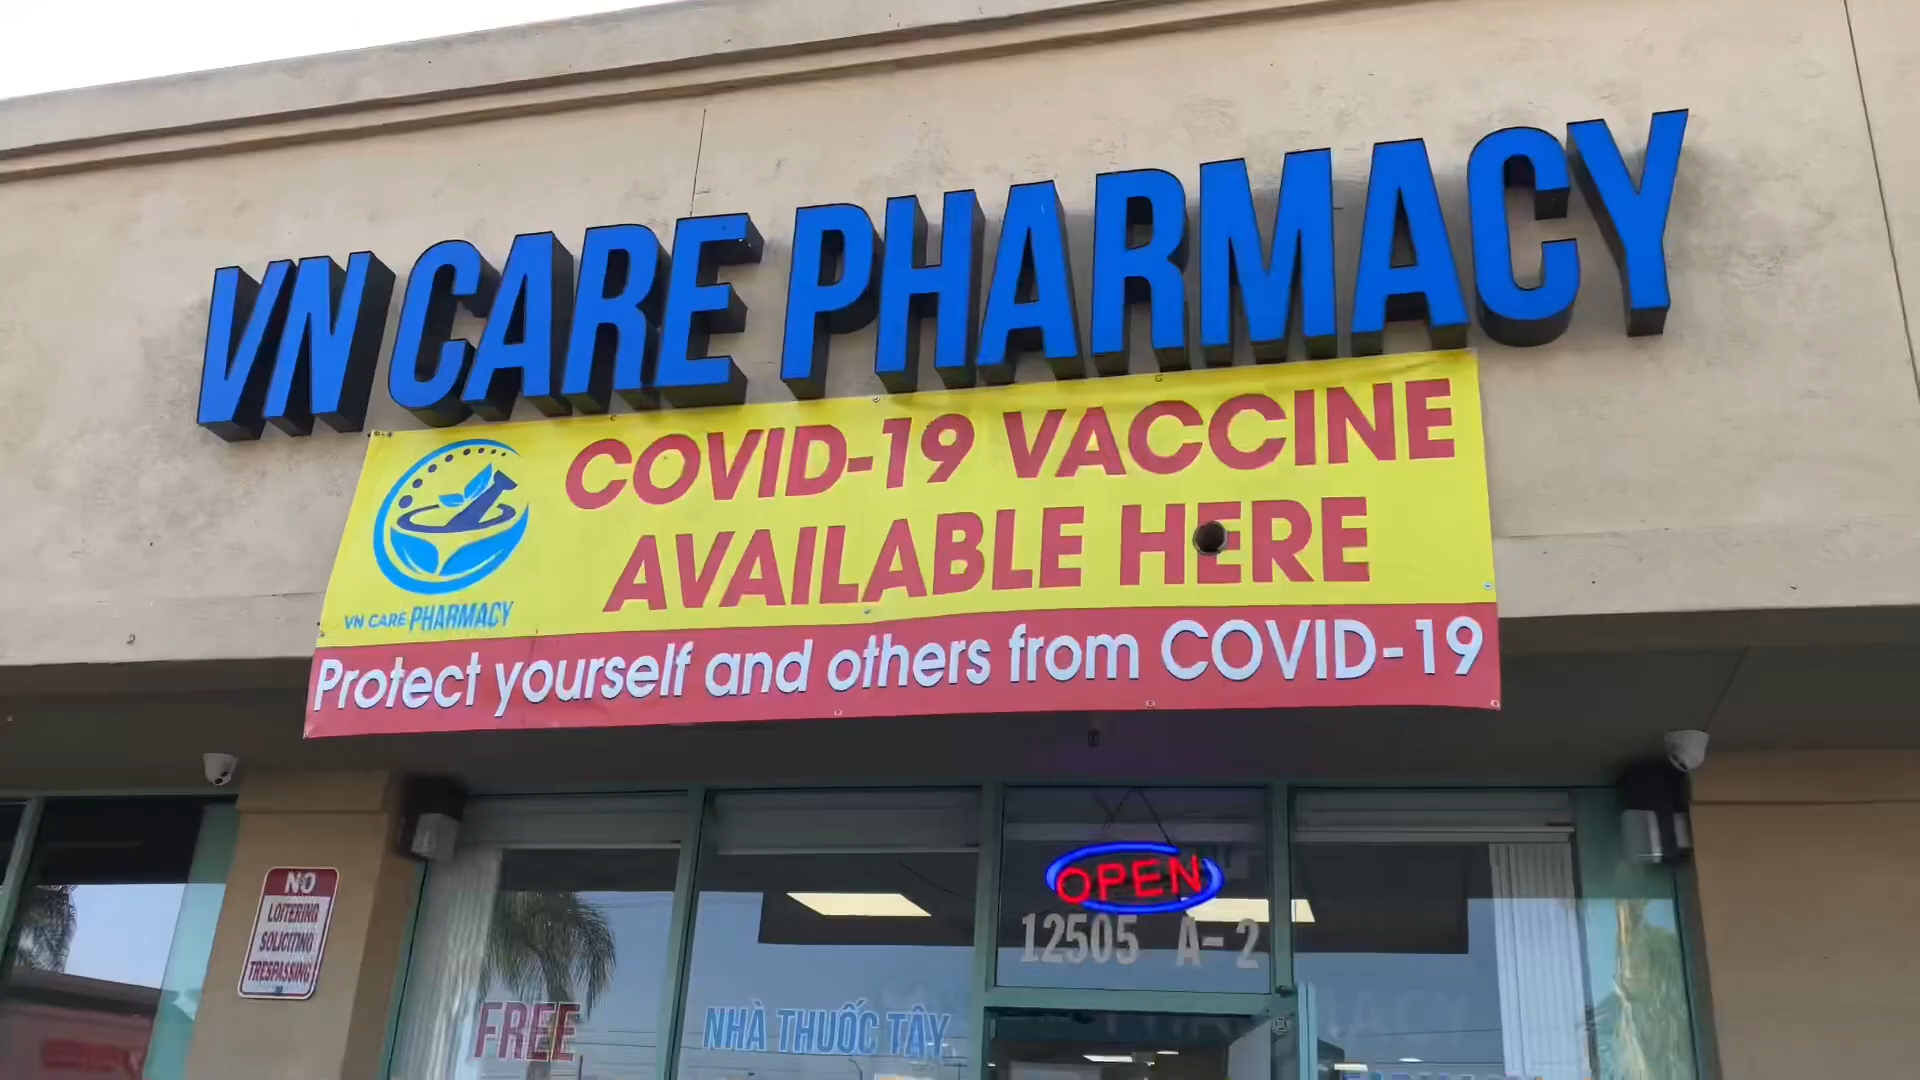 VN CARE PHARMACY
COVID-19 VACCINE
AVAILABLE HERE
VN CARE PHARMACY
Protect yourself and others from COVID-19
OPEN
12505 A-2
NO
LOITERING
SOLICITING
TRESPASSING
FREE
NHÀ THUỐC TÂY